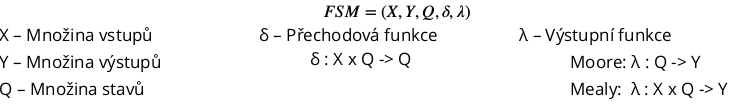 FSM = (X, Y, Q, δ, λ)
X – Množina vstupů
Y – Množina výstupů
Q – Množina stavů
δ – Přechodová funkce
δ : X x Q -> Q
λ – Výstupní funkce
Moore: λ : Q -> Y
Mealy: λ : X x Q -> Y